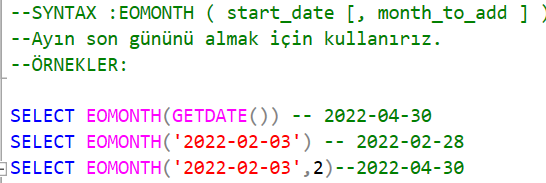 --SYNTAX :EOMONTH ( start_date [, month_to_add ] )
--Ayın son gününü almak için kullanırız.
--ÖRNEKLER:
SELECT EOMONTH(GETDATE()) -- 2022-04-30
SELECT EOMONTH('2022-02-03') -- 2022-02-28
SELECT EOMONTH('2022-02-03',2)--2022-04-30